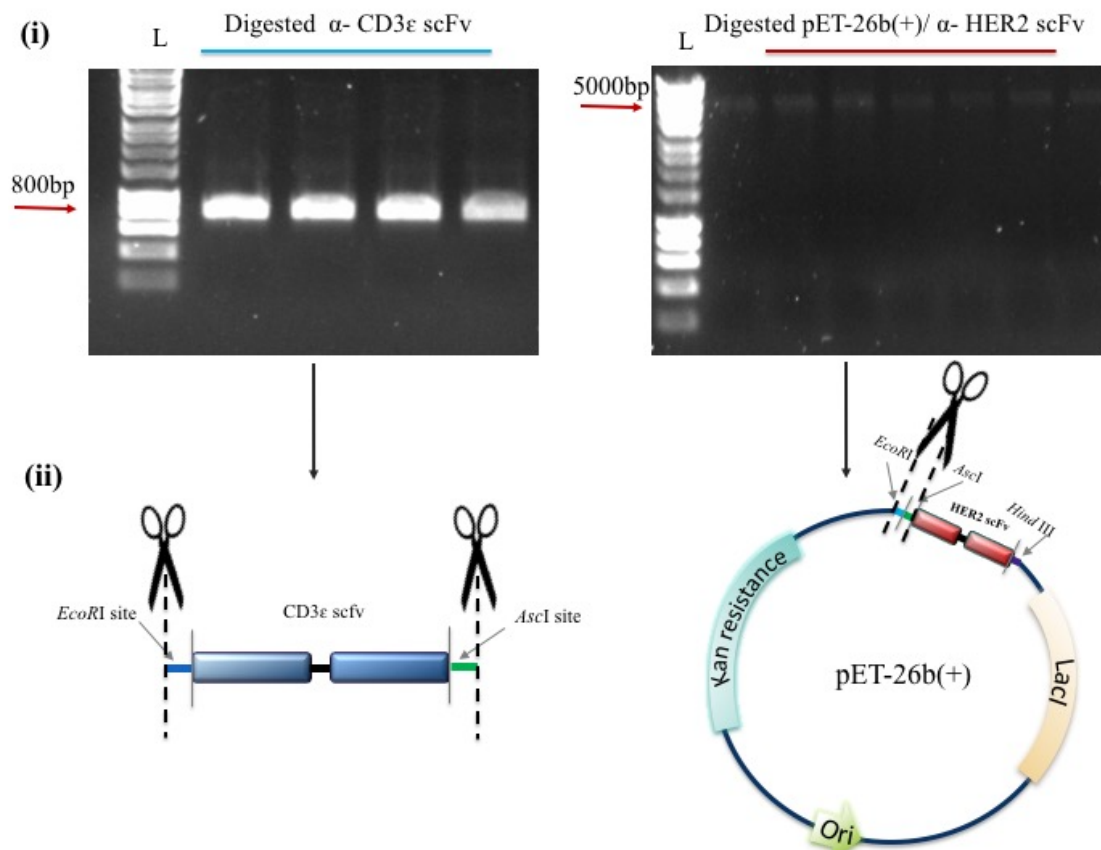 (i)
L
Digested α- CD3ε scFv
800bp
L
Digested pET-26b(+)/ α- HER2 scFv
5000bp
(ii)
EcoRI site
CD3ε scfv
AscI site
EcoRI
AscI
HER2 scFv
Hind III
Kan resistance
pET-26b(+)
LacI
Ori